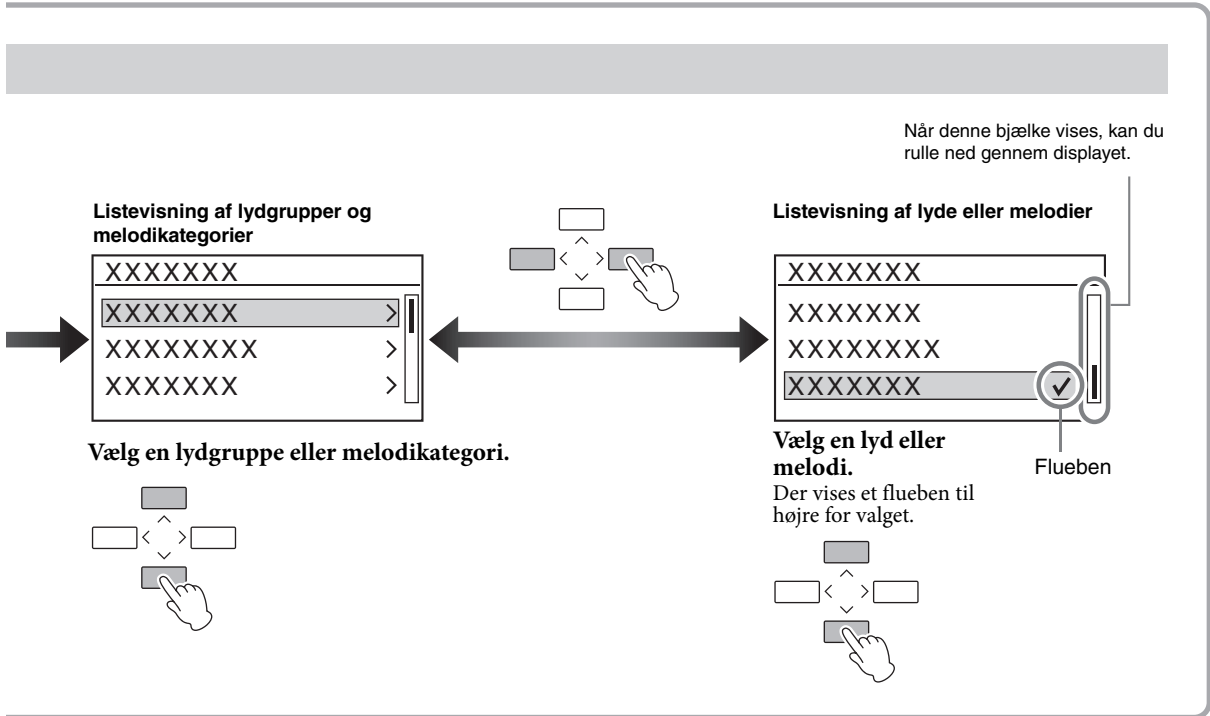 Når denne bjælke vises, kan du
rulle ned gennem displayet.
Listevisning af lydgrupper og
melodikategorier
XXXXXXX
XXXXXXX >
XXXXXXXX >
XXXXXXX >
Vælg en lydgruppe eller melodikategori.
Listevisning af lyde eller melodier
XXXXXXX
XXXXXXX
XXXXXXXX
XXXXXXX ✓
Vælg en lyd eller
melodi.
Der vises et flueben til
højre for valget.
Flueben